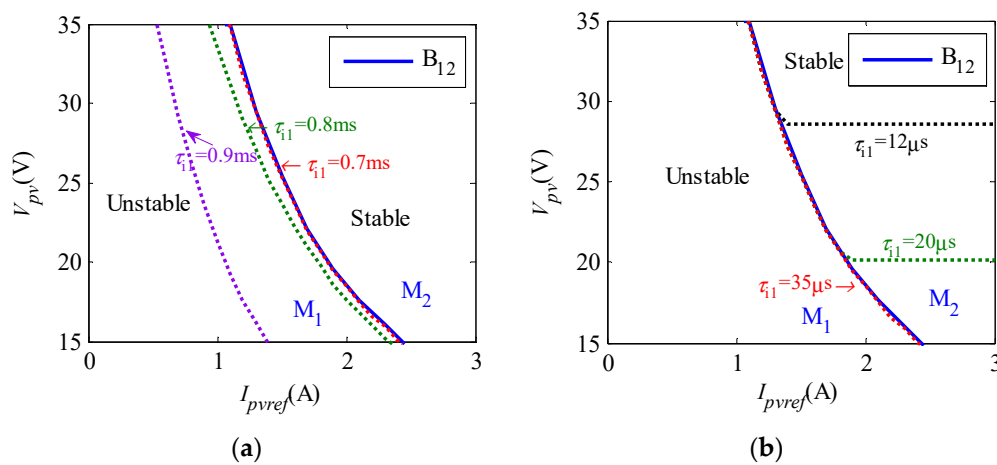 35
30
25
20
15
V_pv(V)
B_12
τ_i1=0.8ms
τ_i1=0.9ms
τ_i1=0.7ms
Unstable
Stable
M_1
M_2
0
1
2
3
I_pvref(A)
(a)
35
30
25
20
15
V_pv(V)
Stable
B_12
τ_i1=12μs
Unstable
τ_i1=20μs
τ_i1=35μs
M_1
M_2
0
1
2
3
I_pvref(A)
(b)